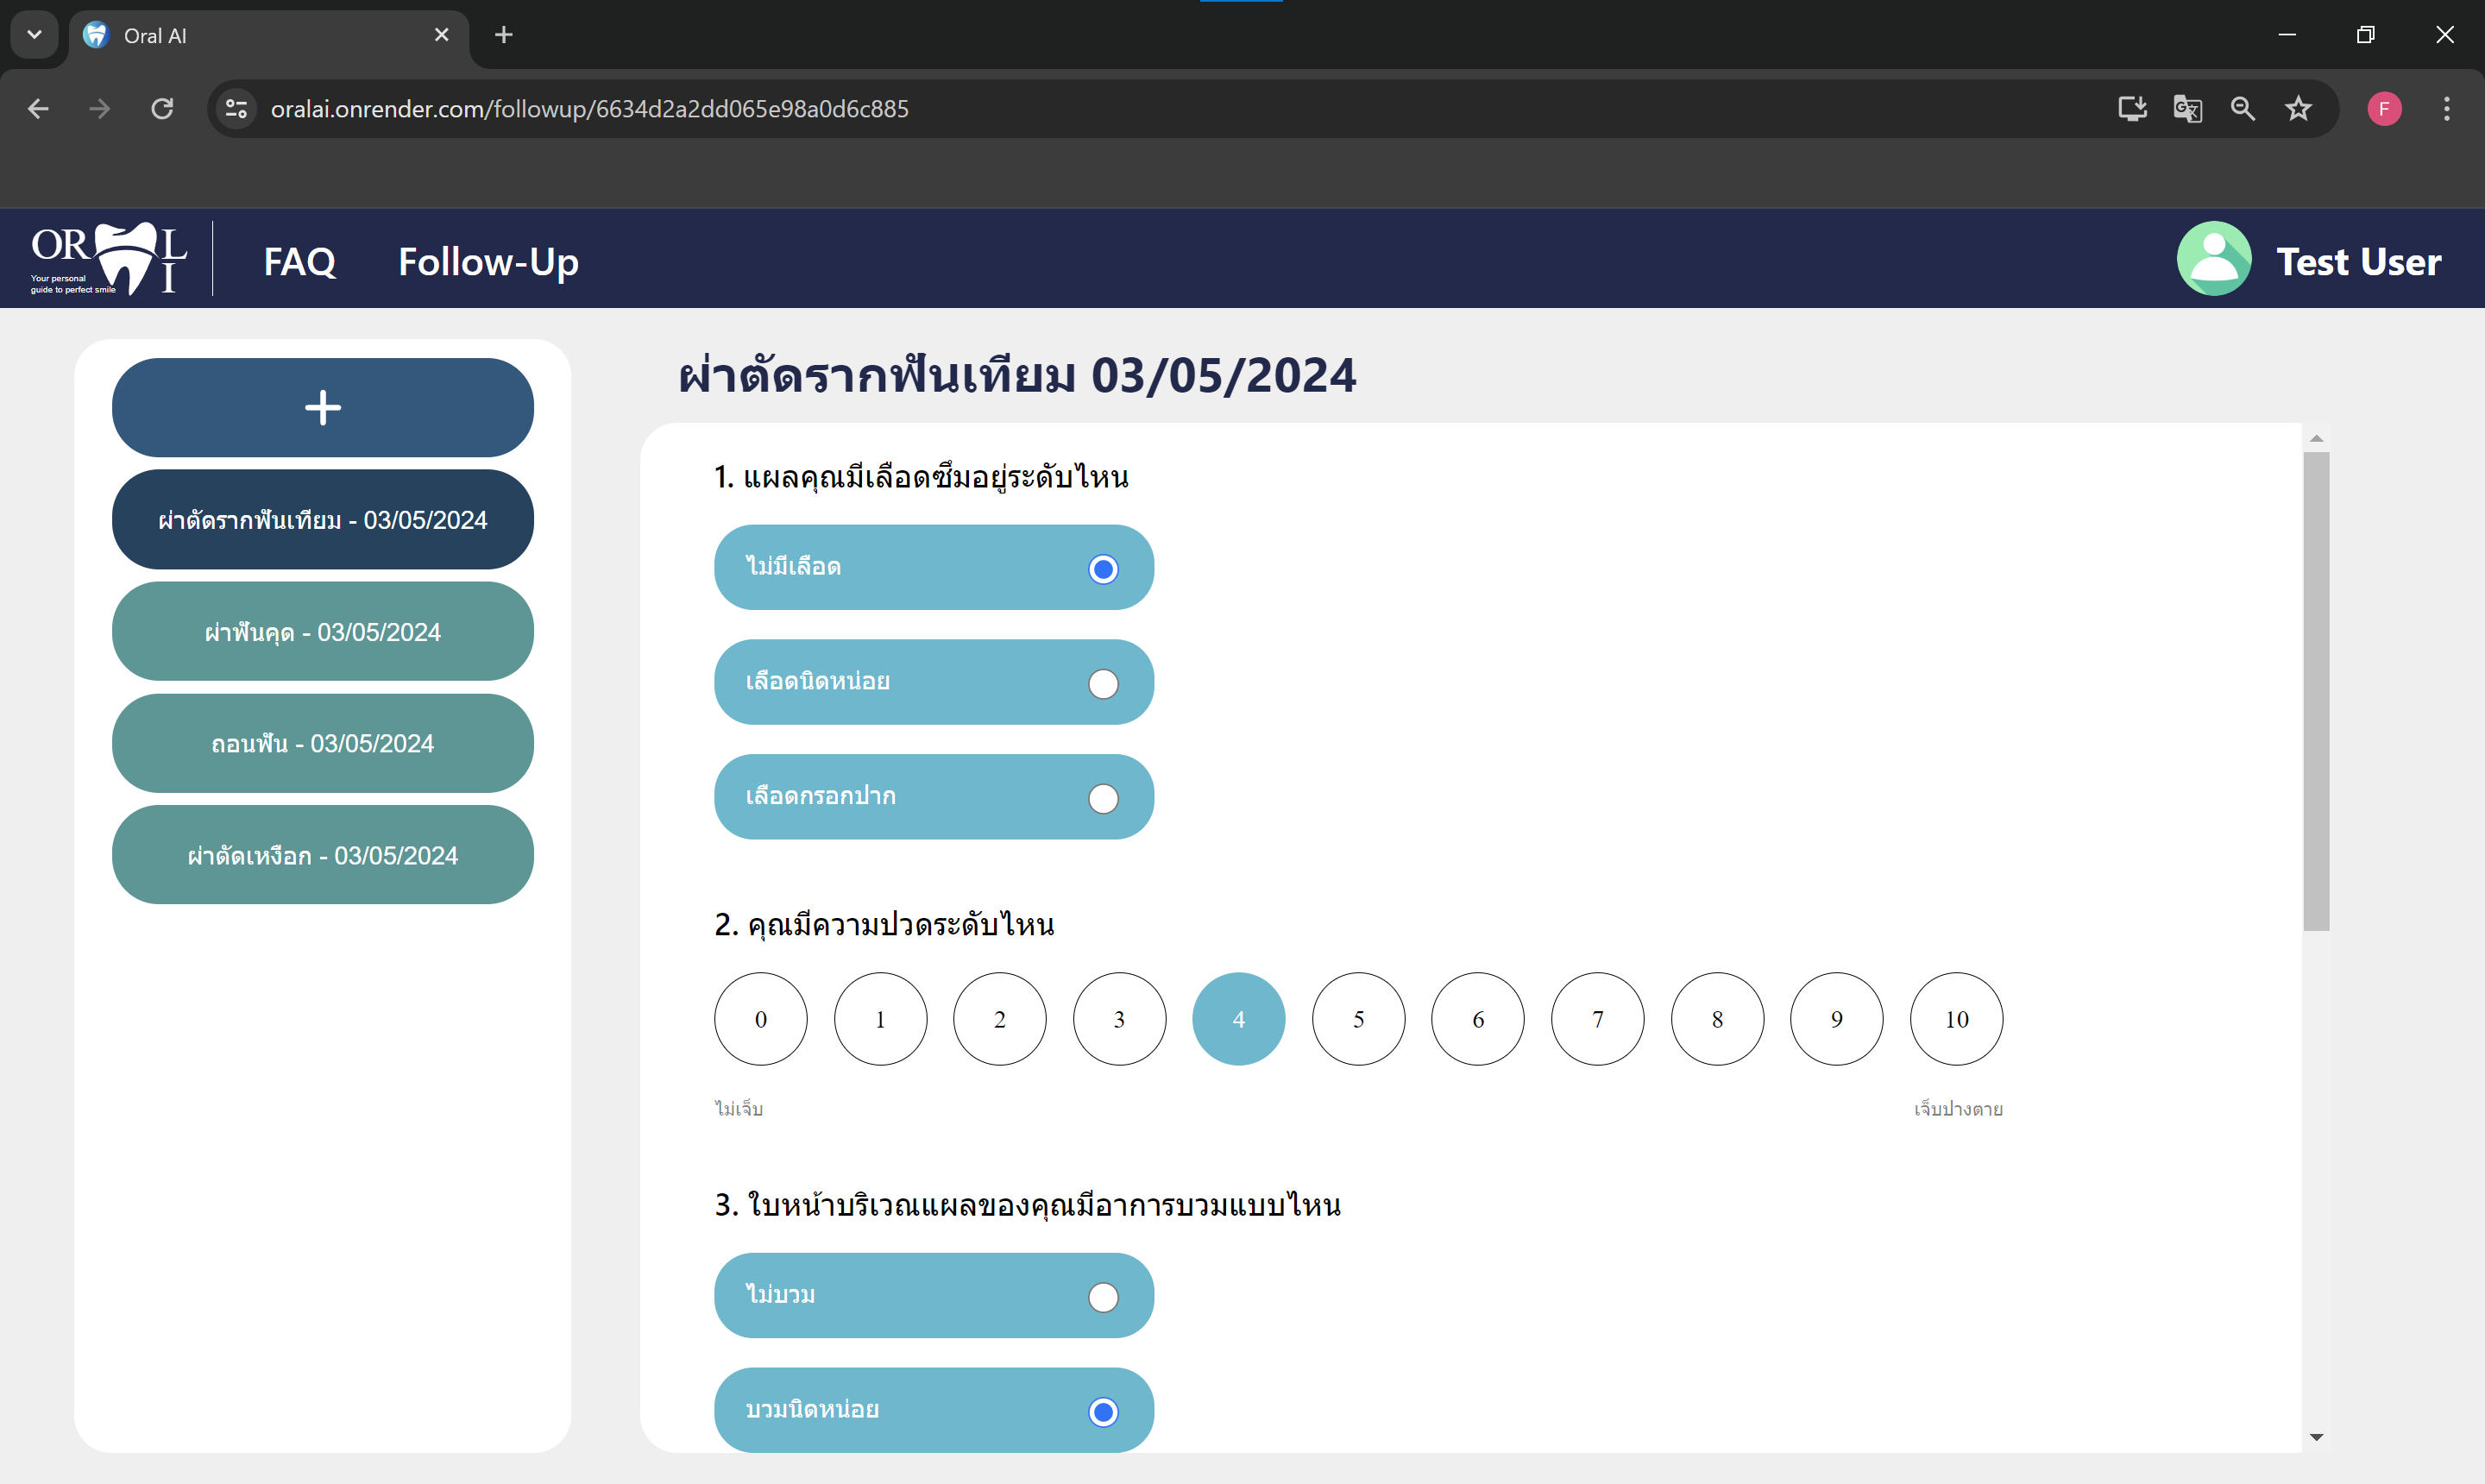 Oral AI
oralai.onrender.com/followup/6634d2a2dd065e98a0d6c885
F
OR L
I
Your personal
guide to perfect smile
FAQ
Follow-Up
Test User
ผ่าตัดรากฟันเทียม - 03/05/2024
ผ่าฟันคุด - 03/05/2024
ถอนฟัน - 03/05/2024
ผ่าตัดเหงือก - 03/05/2024
ผ่าตัดรากฟันเทียม 03/05/2024
1. แผลคุณมีเลือดซึมอยู่ระดับไหน
ไม่มีเลือด
เลือดนิดหน่อย
เลือดกรอกปาก
2. คุณมีความปวดระดับไหน
0 1 2 3 4 5 6 7 8 9 10
ไม่เจ็บ
เจ็บปางตาย
3. ใบหน้าบริเวณแผลของคุณมีอาการบวมแบบไหน
ไม่บวม
บวมนิดหน่อย